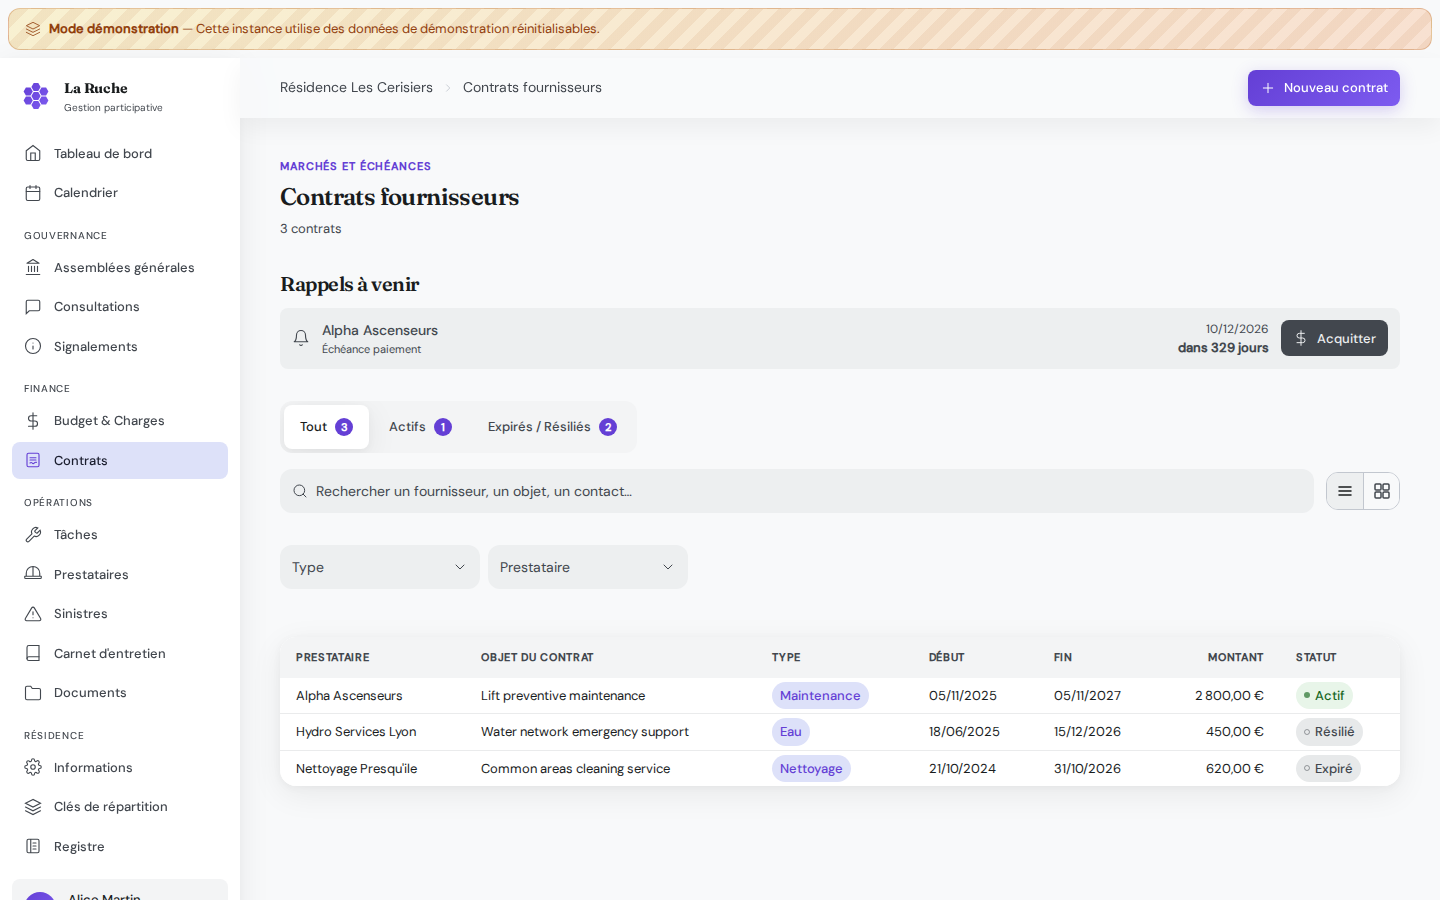 Mode démonstration — Cette instance utilise des données de démonstration réinitialisables.
La Ruche
Gestion participative
Tableau de bord
Calendrier
GOUVERNANCE
Assemblées générales
Consultations
Signalements
FINANCE
Budget & Charges
Contrats
OPÉRATIONS
Tâches
Prestataires
Sinistres
Carnet d'entretien
Documents
RÉSIDENCE
Informations
Clés de répartition
Registre
Alice Martin
Résidence Les Cerisiers › Contrats fournisseurs
Nouveau contrat
MARCHÉS ET ÉCHÉANCES
Contrats fournisseurs
3 contrats
Rappels à venir
Alpha Ascenseurs
Échéance paiement
10/12/2026
dans 329 jours
Acquitter
Tout 3 Actifs 1 Expirés / Résiliés 2
Rechercher un fournisseur, un objet, un contact…
Type Prestataire
PRESTATAIRE OBJET DU CONTRAT TYPE DÉBUT FIN MONTANT STATUT
Alpha Ascenseurs Lift preventive maintenance Maintenance 05/11/2025 05/11/2027 2 800,00 € Actif
Hydro Services Lyon Water network emergency support Eau 18/06/2025 15/12/2026 450,00 € Résilié
Nettoyage Presqu'ile Common areas cleaning service Nettoyage 21/10/2024 31/10/2026 620,00 € Expiré